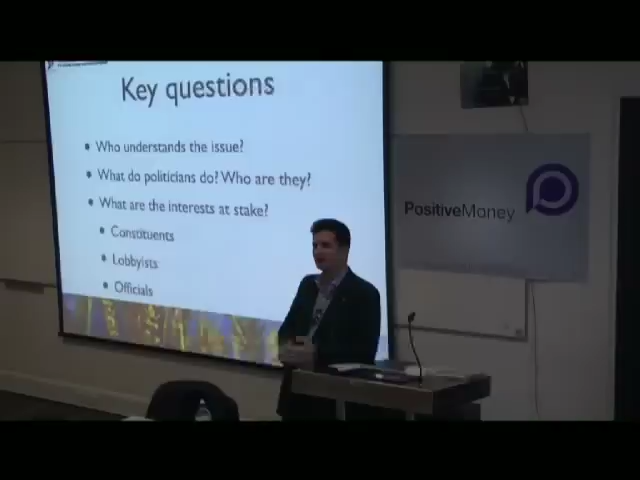 Key questions
• Who understands the issue?
• What do politicians do? Who are they?
• What are the interests at stake?
• Constituents
• Lobbyists
• Officials
PositiveMoney